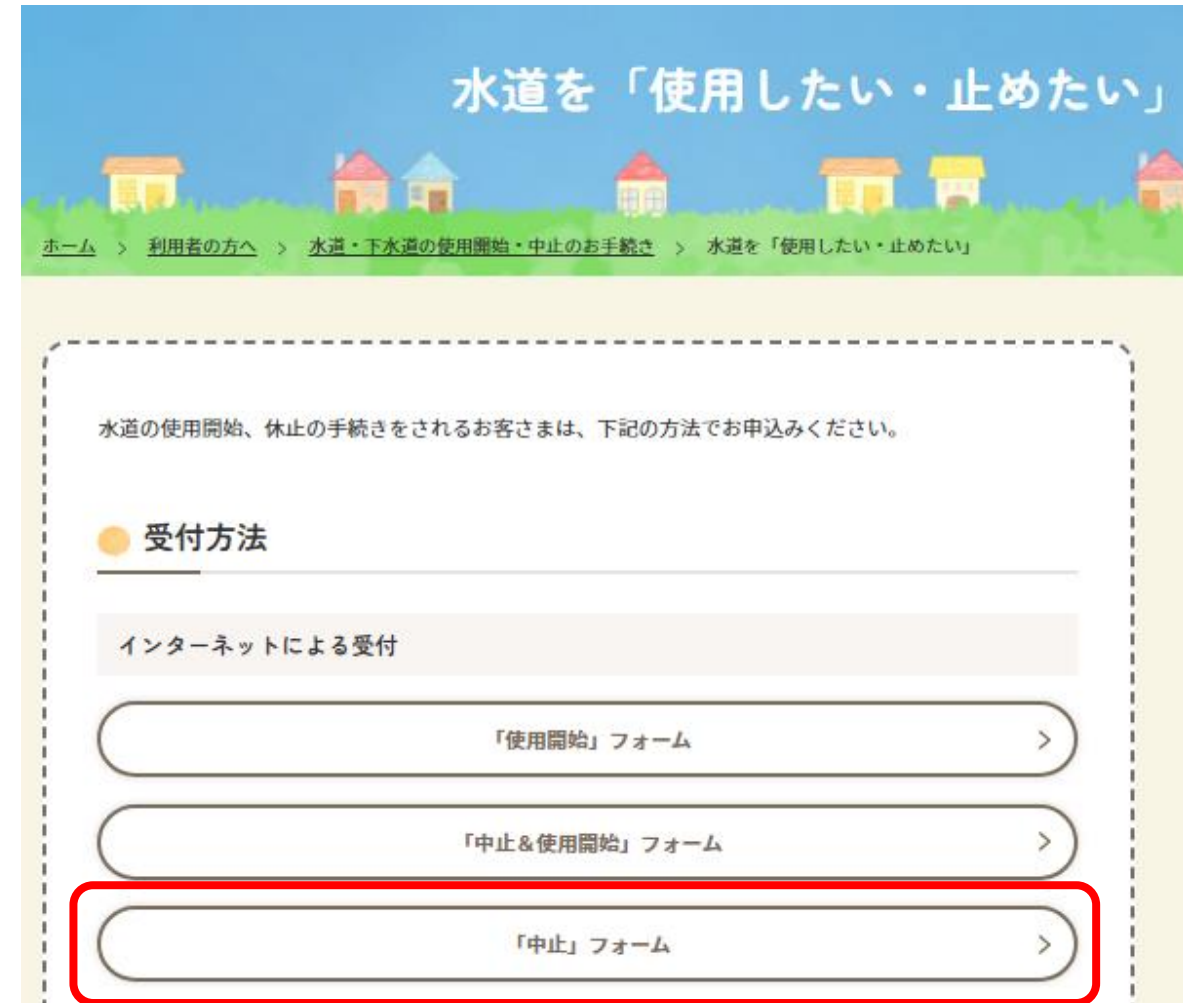 水道を「使用したい・止めたい」
ホーム > 利用者の方へ > 水道・下水道の使用開始・中止のお手続き > 水道を「使用したい・止めたい」
水道の使用開始、休止の手続きをされるお客さまは、下記の方法でお申込みください。
受付方法
インターネットによる受付
「使用開始」フォーム >
「中止&使用開始」フォーム >
「中止」フォーム >